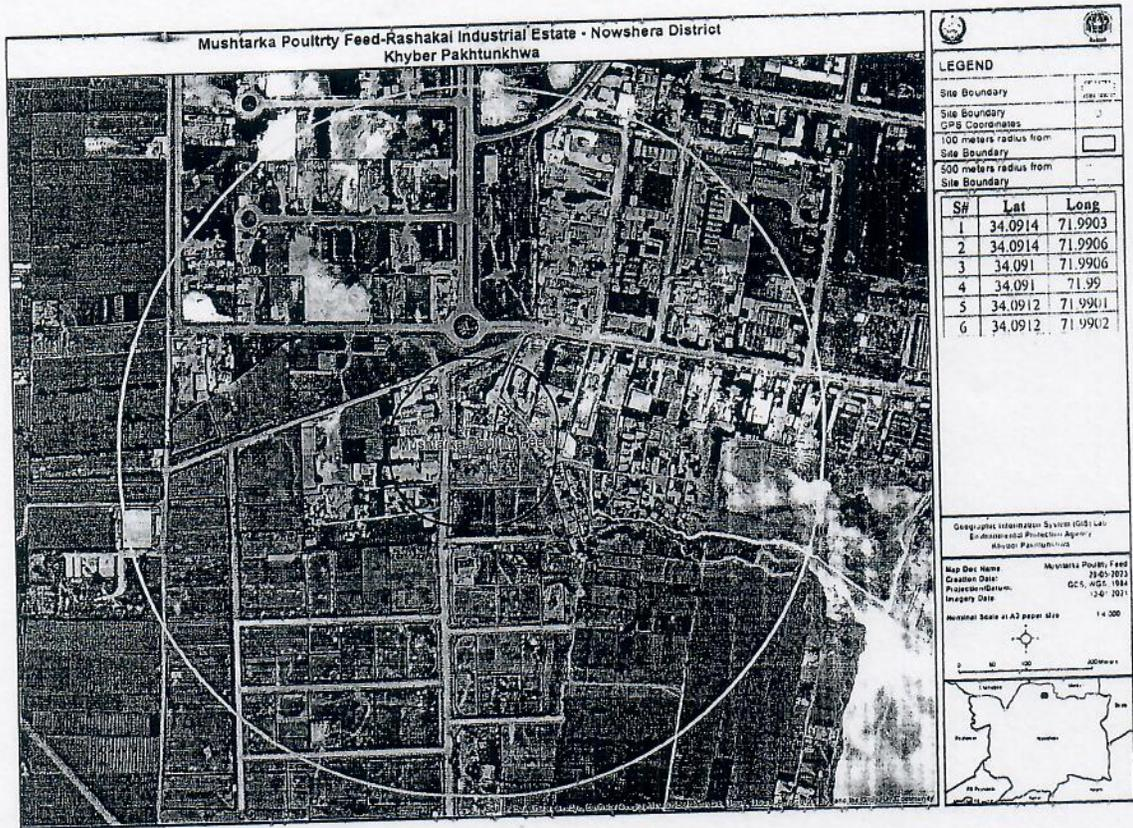 Mushtarka Poultrty Feed-Rashakai Industrial Estate - Nowshera District
Khyber Pakhtunkhwa
LEGEND
Site Boundary
Site Boundary
GPS Coordinates
100 meters radius from
Site Boundary
500 meters radius from
Site Boundary
S# Lat Long
1 34.0914 71.9903
2 34.0914 71.9906
3 34.091 71.9906
4 34.091 71.99
5 34.0912 71.9901
6 34.0912 71.9902
Mushtarka Poultry Feed
Geographic Information System (GIS) Lab
Environmental Protection Agency
Khyber Pakhtunkhwa
Map Doc Name Mushtarka Poultry Feed
Creation Date:
Projection/Datum: GCS, WGS, 1984
Imagery Date
Nominal Scale at A3 paper size
Peshawar
Nowshera